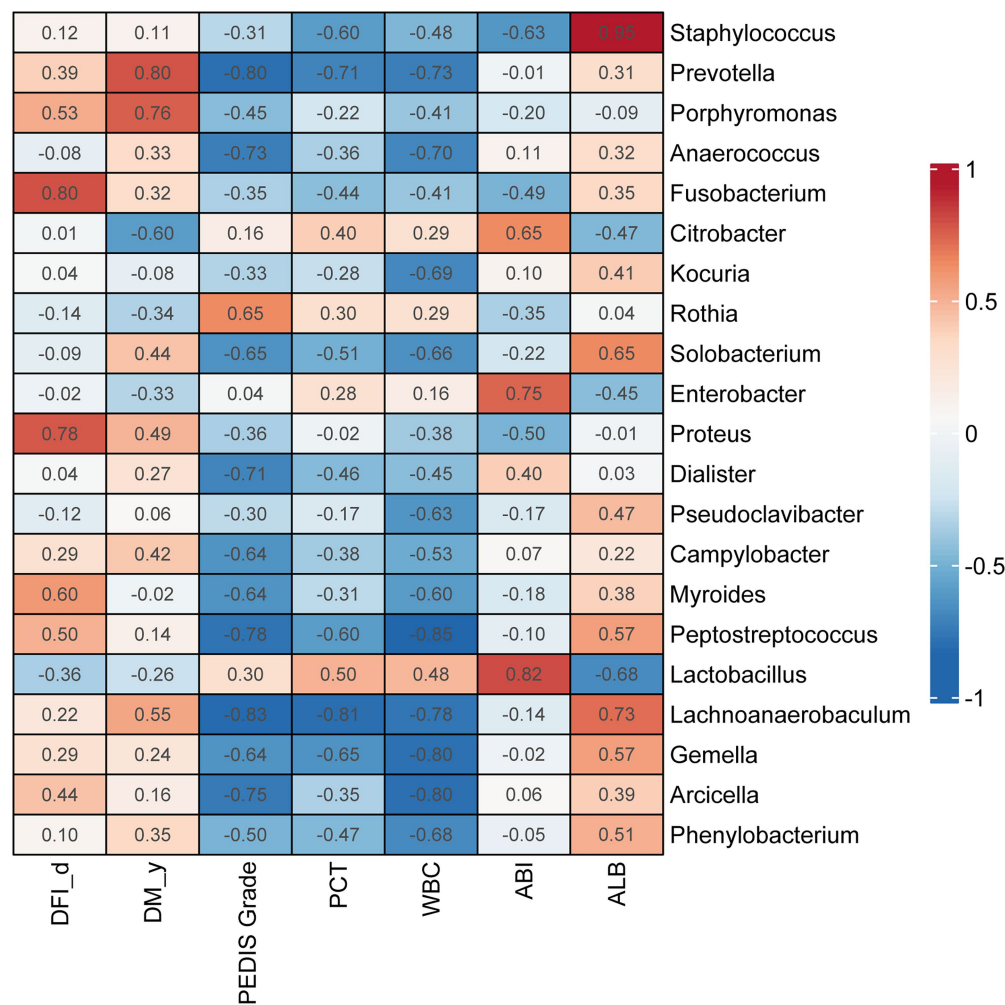 0.12 0.11 -0.31 -0.60 -0.48 -0.63 Staphylococcus
0.39 0.80 -0.80 -0.71 -0.73 -0.01 0.31 Prevotella
0.53 0.76 -0.45 -0.22 -0.41 -0.20 -0.09 Porphyromonas
-0.08 0.33 -0.73 -0.36 -0.70 0.11 0.32 Anaerococcus
0.80 0.32 -0.35 -0.44 -0.41 -0.49 0.35 Fusobacterium
0.01 -0.60 0.16 0.40 0.29 0.65 -0.47 Citrobacter
0.04 -0.08 -0.33 -0.28 -0.69 0.10 0.41 Kocuria
-0.14 -0.34 0.65 0.30 0.29 -0.35 0.04 Rothia
-0.09 0.44 -0.65 -0.51 -0.66 -0.22 0.65 Solobacterium
-0.02 -0.33 0.04 0.28 0.16 0.75 -0.45 Enterobacter
0.78 0.49 -0.36 -0.02 -0.38 -0.50 -0.01 Proteus
0.04 0.27 -0.71 -0.46 -0.45 0.40 0.03 Dialister
-0.12 0.06 -0.30 -0.17 -0.63 -0.17 0.47 Pseudoclavibacter
0.29 0.42 -0.64 -0.38 -0.53 0.07 0.22 Campylobacter
0.60 -0.02 -0.64 -0.31 -0.60 -0.18 0.38 Myroides
0.50 0.14 -0.78 -0.60 -0.85 -0.10 0.57 Peptostreptococcus
-0.36 -0.26 0.30 0.50 0.48 0.82 -0.68 Lactobacillus
0.22 0.55 -0.83 -0.81 -0.78 -0.14 0.73 Lachnoanaerobaculum
0.29 0.24 -0.64 -0.65 -0.80 -0.02 0.57 Gemella
0.44 0.16 -0.75 -0.35 -0.80 0.06 0.39 Arcicella
0.10 0.35 -0.50 -0.47 -0.68 -0.05 0.51 Phenylobacterium
DFI_d
DM_y
PEDIS Grade
PCT
WBC
ABI
ALB
1
0.5
0
-0.5
-1